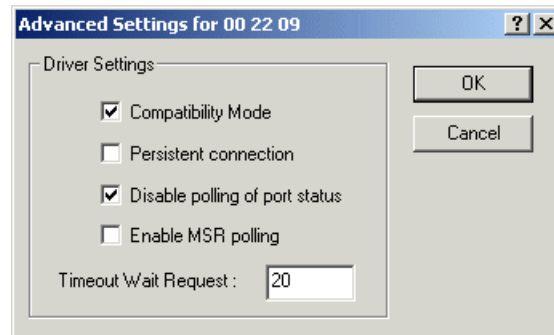 Advanced Settings for 00 22 09
Driver Settings
Compatibility Mode
Persistent connection
Disable polling of port status
Enable MSR polling
Timeout Wait Request : 20
OK
Cancel